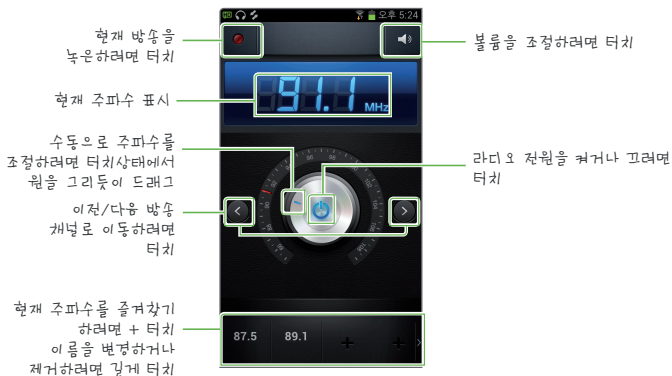 오후 5:24
현재 방송을
녹음하려면 터치
볼륨을 조절하려면 터치
현재 주파수 표시
91.1 MHz
수동으로 주파수를
조절하려면 터치상태에서
원을 그리듯이 드래그
라디오 전원을 켜거나 끄려면
터치
이전/다음 방송
채널로 이동하려면
터치
현재 주파수를 즐겨찾기
하려면 + 터치
이름을 변경하거나
제거하려면 길게 터치
87.5 89.1 + +